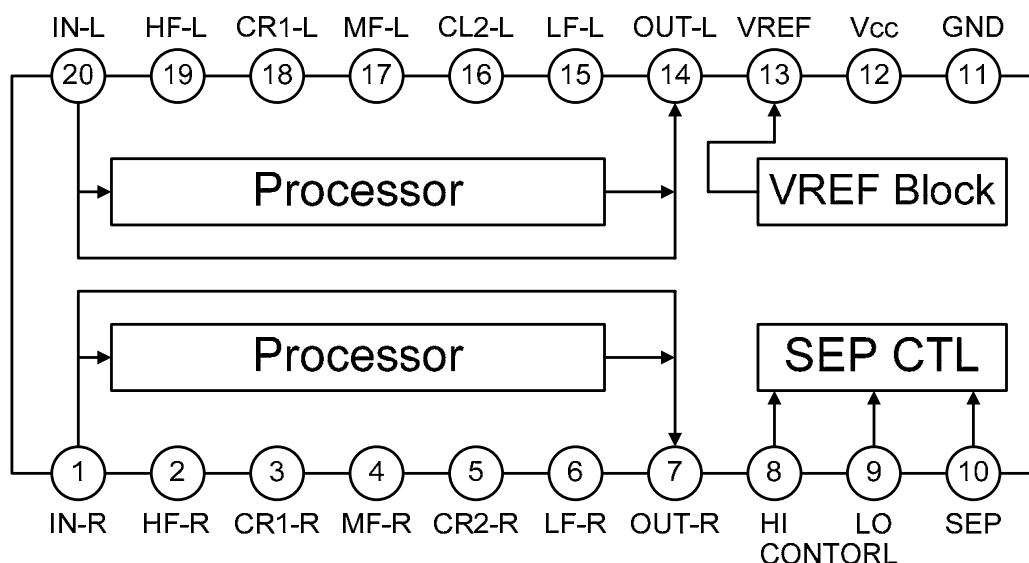 IN-L HF-L CR1-L MF-L CL2-L LF-L OUT-L VREF Vcc GND
20 19 18 17 16 15 14 13 12 11
Processor VREF Block
Processor SEP CTL
1 2 3 4 5 6 7 8 9 10
IN-R HF-R CR1-R MF-R CR2-R LF-R OUT-R HI LO SEP
CONTORL